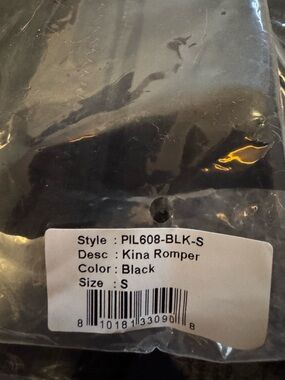 Style : PIL608-BLK-S
Desc : Kina Romper
Color : Black
Size : S
8 10181 33090 8